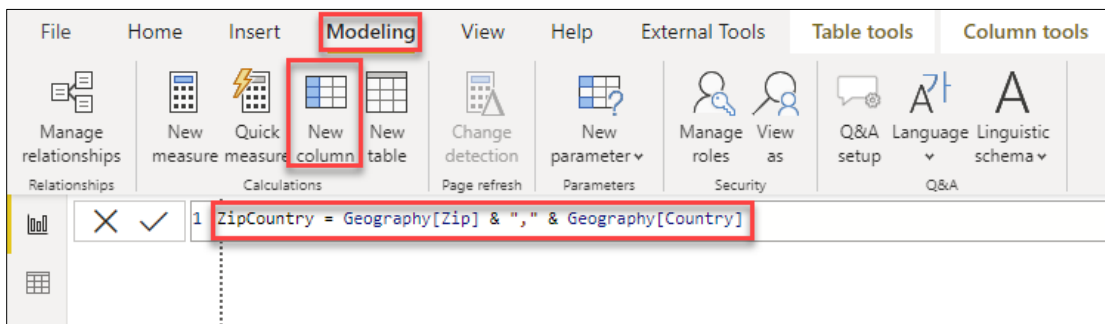 File Home Insert Modeling View Help External Tools Table tools Column tools
Manage relationships
New measure
Quick measure
New column
New table
Change detection
New parameter
Manage roles
View as
Q&A setup
Language
Linguistic schema
Relationships Calculations Page refresh Parameters Security Q&A
1 ZipCountry = Geography[Zip] & "," & Geography[Country]